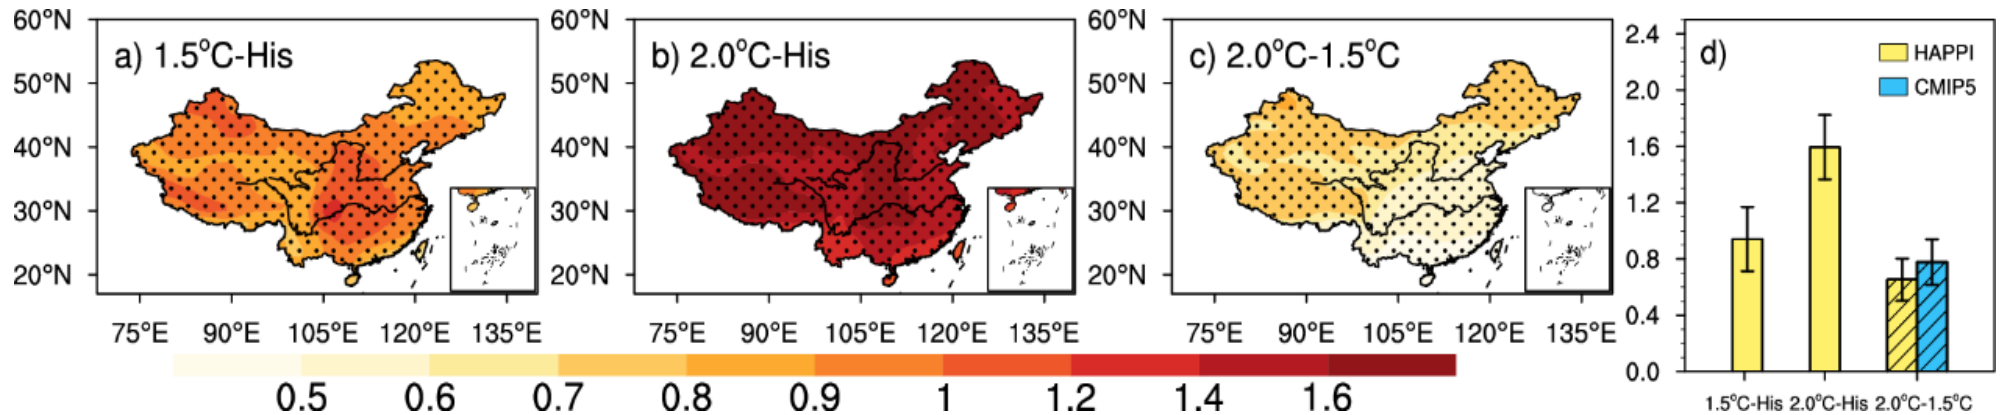 a) 1.5°C-His
60°N
50°N
40°N
30°N
20°N
75°E 90°E 105°E 120°E 135°E
b) 2.0°C-His
60°N
50°N
40°N
30°N
20°N
75°E 90°E 105°E 120°E 135°E
c) 2.0°C-1.5°C
60°N
50°N
40°N
30°N
20°N
75°E 90°E 105°E 120°E 135°E
0.5 0.6 0.7 0.8 0.9 1 1.2 1.4 1.6
d)
HAPPI
CMIP5
2.4
2.0
1.6
1.2
0.8
0.4
0.0
1.5°C-His 2.0°C-His 2.0°C-1.5°C